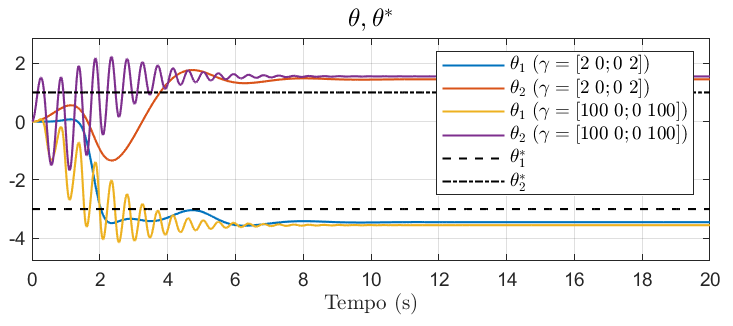 θ, θ*
2
0
-2
-4
θ₁ (γ = [2 0; 0 2])
θ₂ (γ = [2 0; 0 2])
θ₁ (γ = [100 0; 0 100])
θ₂ (γ = [100 0; 0 100])
θ₁*
θ₂*
0 2 4 6 8 10 12 14 16 18 20
Tempo (s)